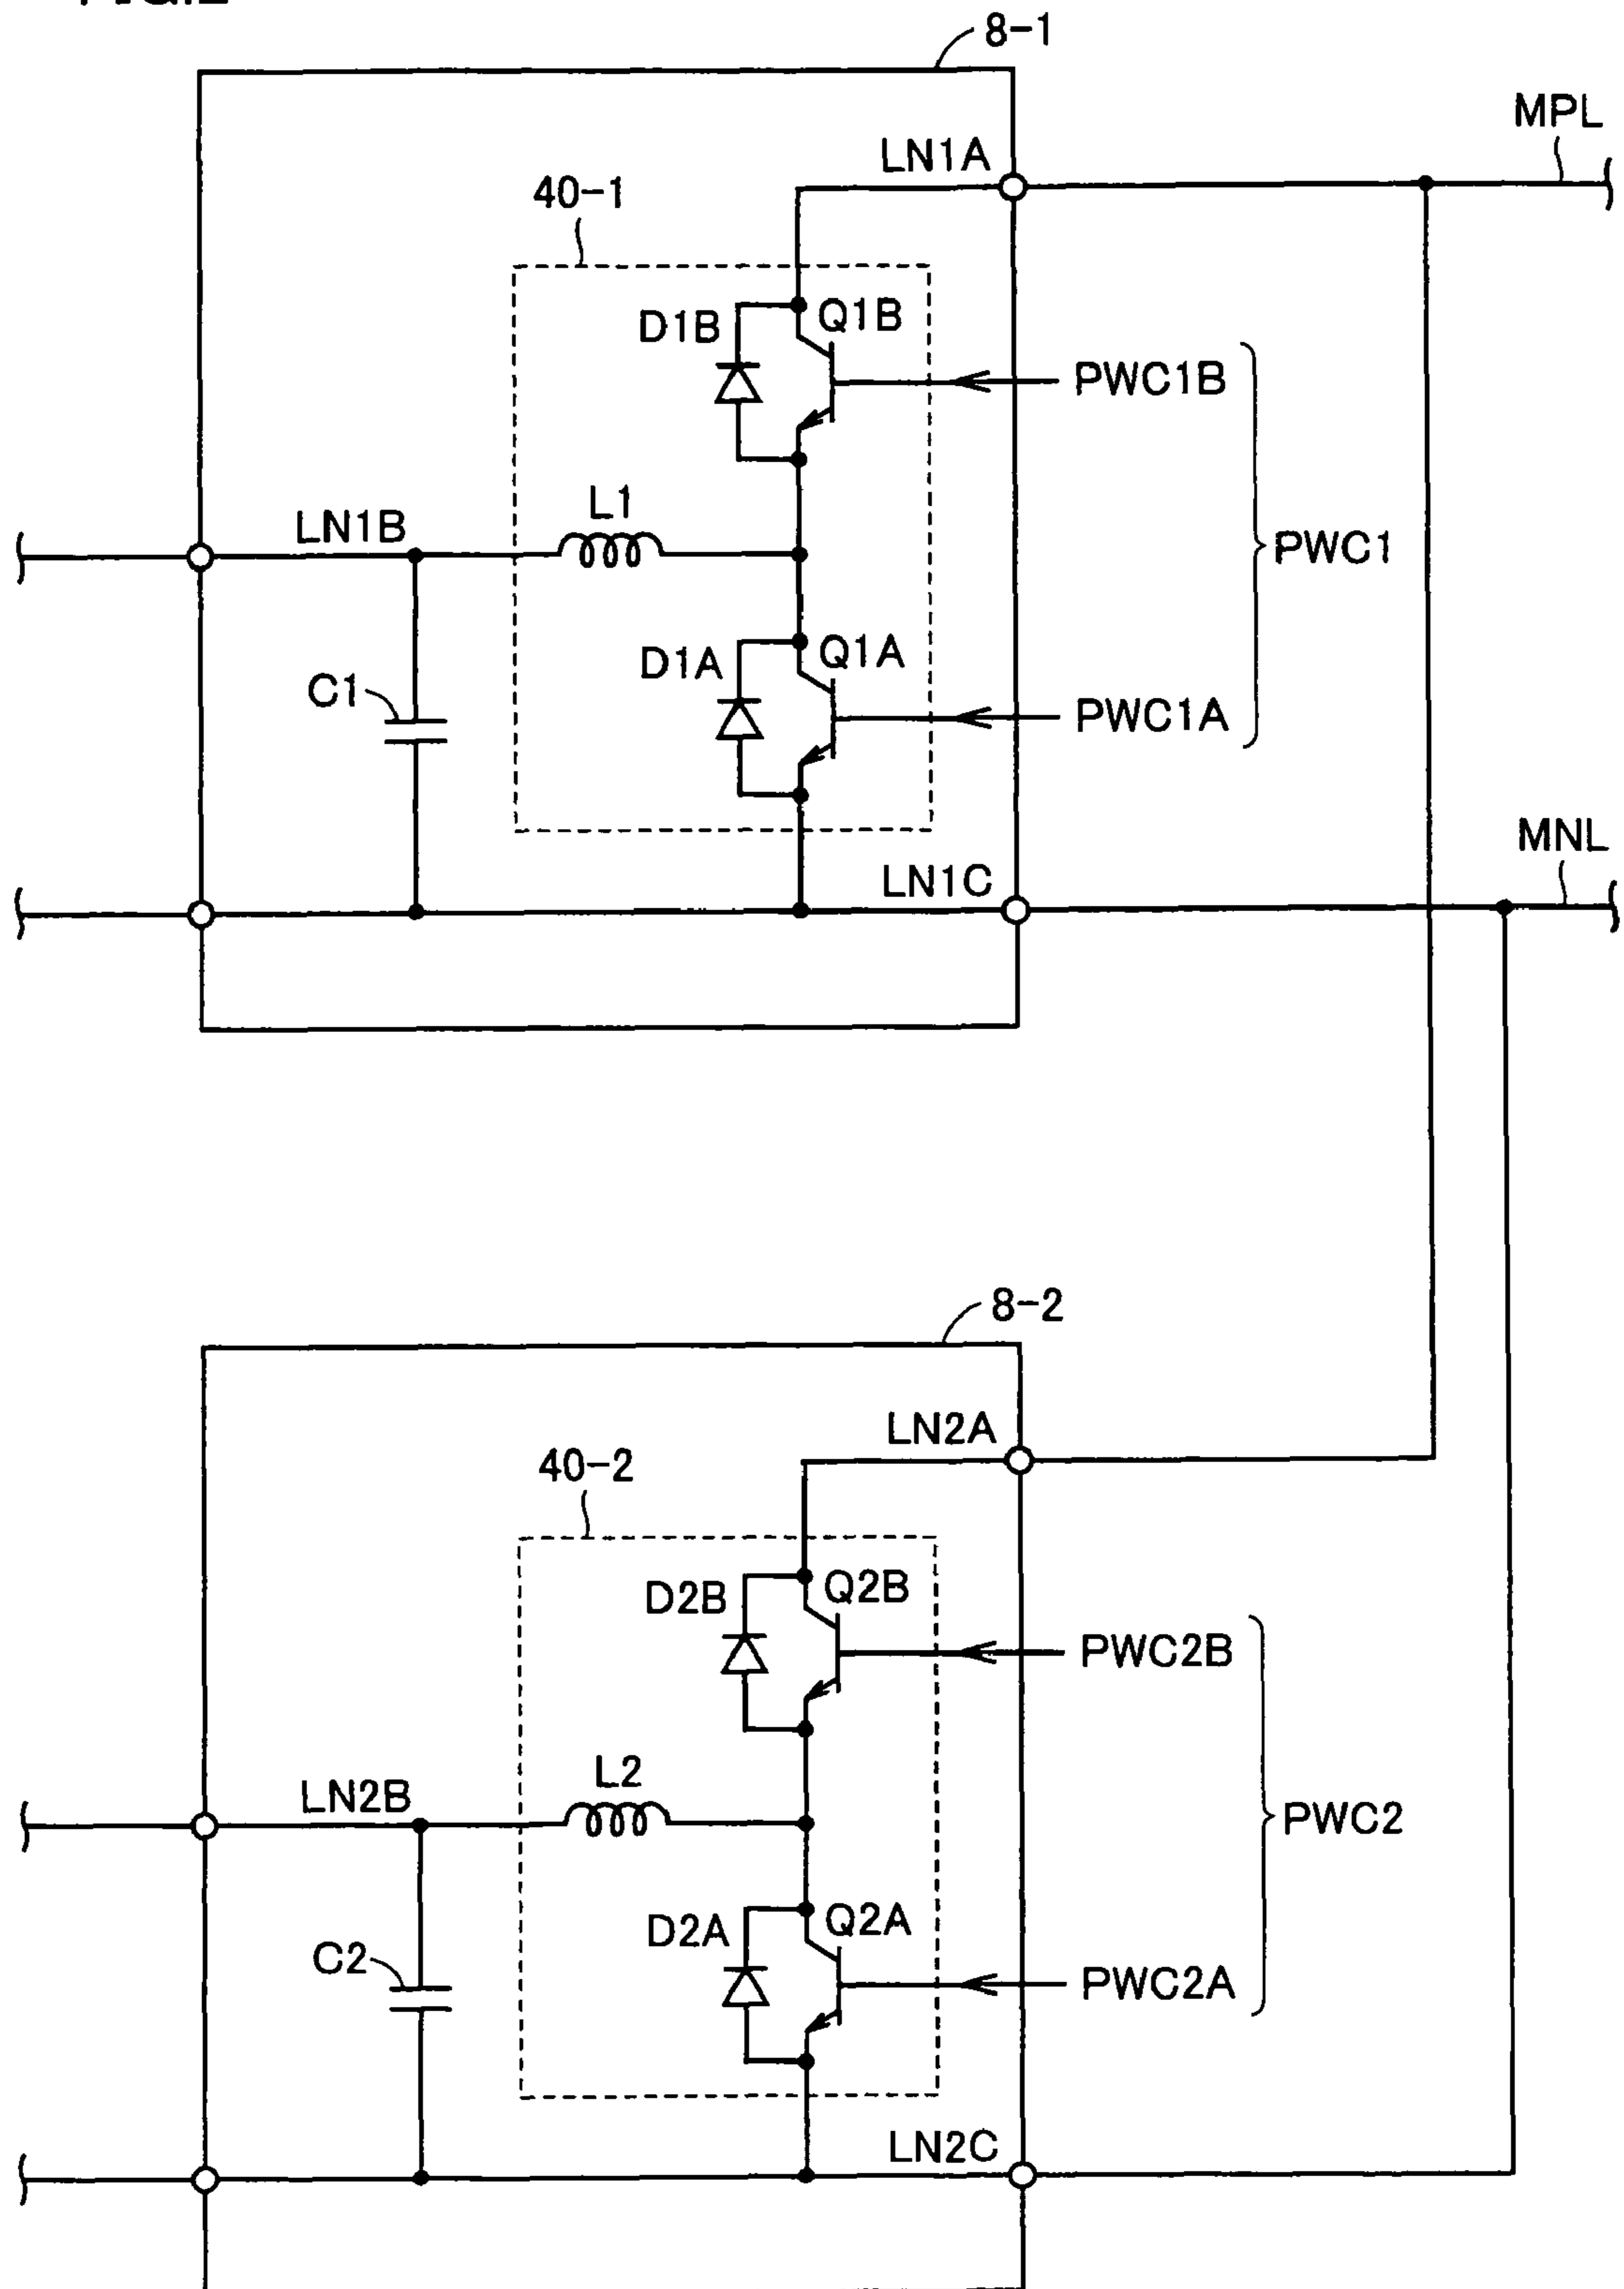 8-1
MPL
LN1A
40-1
D1B
Q1B
PWC1B
L1
LN1B
PWC1
D1A
Q1A
C1
PWC1A
MNL
LN1C
8-2
LN2A
40-2
D2B
Q2B
PWC2B
L2
LN2B
PWC2
D2A
Q2A
C2
PWC2A
LN2C